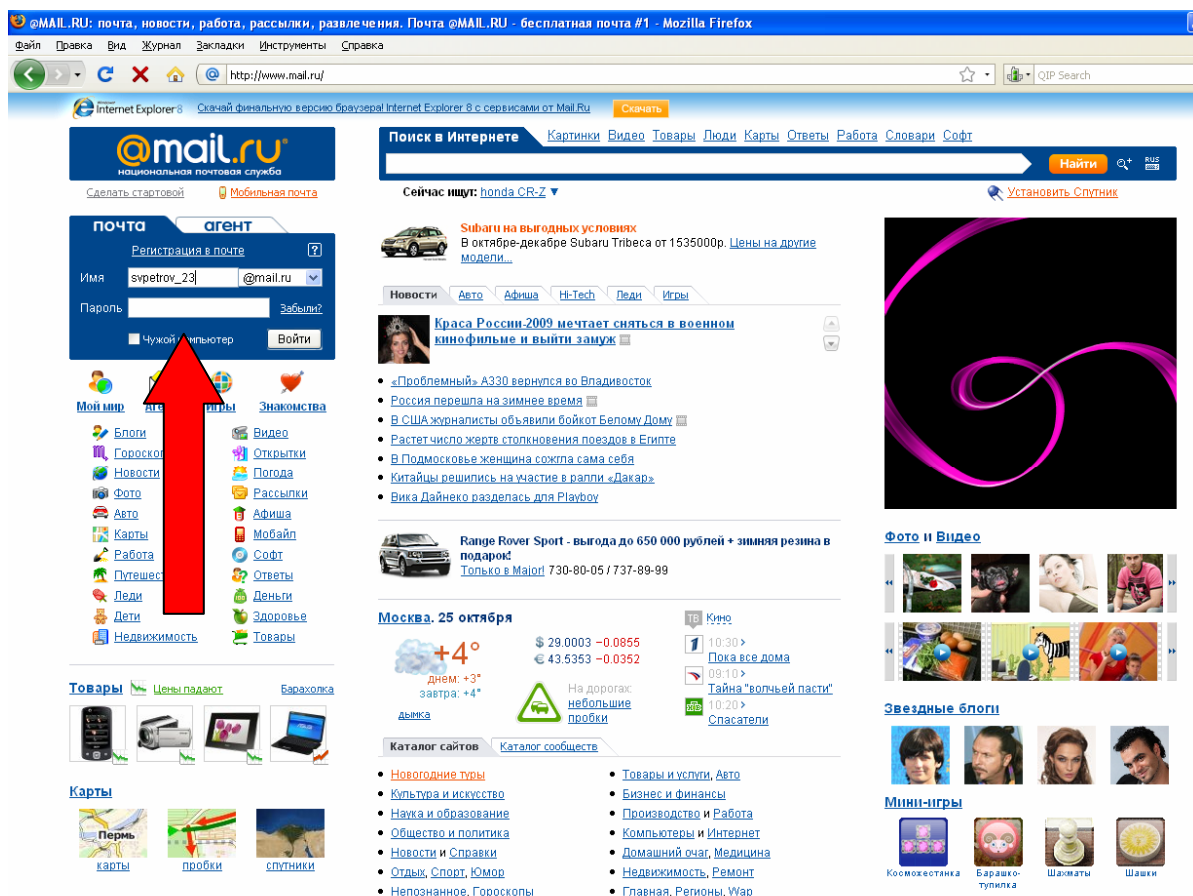 @MAIL.RU: почта, новости, работа, рассылки, развлечения. Почта @MAIL.RU - бесплатная почта #1 - Mozilla Firefox
Файл Правка Вид Журнал Закладки Инструменты Справка
http://www.mail.ru/
QIP Search
Internet Explorer 8 Скачай финальную версию браузера! Internet Explorer 8 с сервисами от Mail.Ru Скачать
@mail.ru
национальная почтовая служба
Сделать стартовой Мобильная почта
Поиск в Интернете Картинки Видео Товары Люди Карты Ответы Работа Словари Софт
Найти RUS
Сейчас ищут: honda CR-Z ▼ Установить Спутник
почта агент
Регистрация в почте ?
Имя svpetrov_23 @mail.ru
Пароль Забыли?
Чужой компьютер Войти
Мой мир Игры Знакомства
Блоги Видео
Открытки
Новости Погода
Фото Рассылки
Авто Афиша
Карты Мобайл
Работа Софт
Ответы
Леди Деньги
Дети Здоровье
Недвижимость Товары
Товары Цены падают Барахолка
Карты
Пермь
карты пробки спутники
Subaru на выгодных условиях
В октябре-декабре Subaru Tribeca от 1535000р. Цены на другие
модели...
Новости Авто Афиша Hi-Tech Леди Игры
Краса России-2009 мечтает сняться в военном
кинофильме и выйти замуж
«Проблемный» А330 вернулся во Владивосток
Россия перешла на зимнее время
В США журналисты объявили бойкот Белому Дому
Растет число жертв столкновения поездов в Египте
В Подмосковье женщина сожгла сама себя
Китайцы решились на участие в ралли «Дакар»
Вика Дайнеко разделась для Playboy
Range Rover Sport - выгода до 650 000 рублей + зимняя резина в
подарок!
Только в Major! 730-80-05 / 737-89-99
Москва. 25 октября
+4°
днем: +3°
завтра: +4°
дымка
$ 29.0003 −0.0855
€ 43.5353 −0.0352
На дорогах:
небольшие
пробки
ТВ Кино
10:30 >
Пока все дома
09:10 >
Тайна "волчьей пасти"
10:20 >
Спасатели
Каталог сайтов Каталог сообществ
Новогодние туры
Культура и искусство
Наука и образование
Общество и политика
Новости и Справки
Отдых, Спорт, Юмор
Непознанное, Гороскопы
Товары и услуги, Авто
Бизнес и финансы
Производство и Работа
Компьютеры и Интернет
Домашний очаг, Медицина
Недвижимость, Ремонт
Главная, Регионы, Wap
Фото и Видео
Звездные блоги
Мини-игры
Космохестанка Барашко-
тупилка Шахматы Шашки